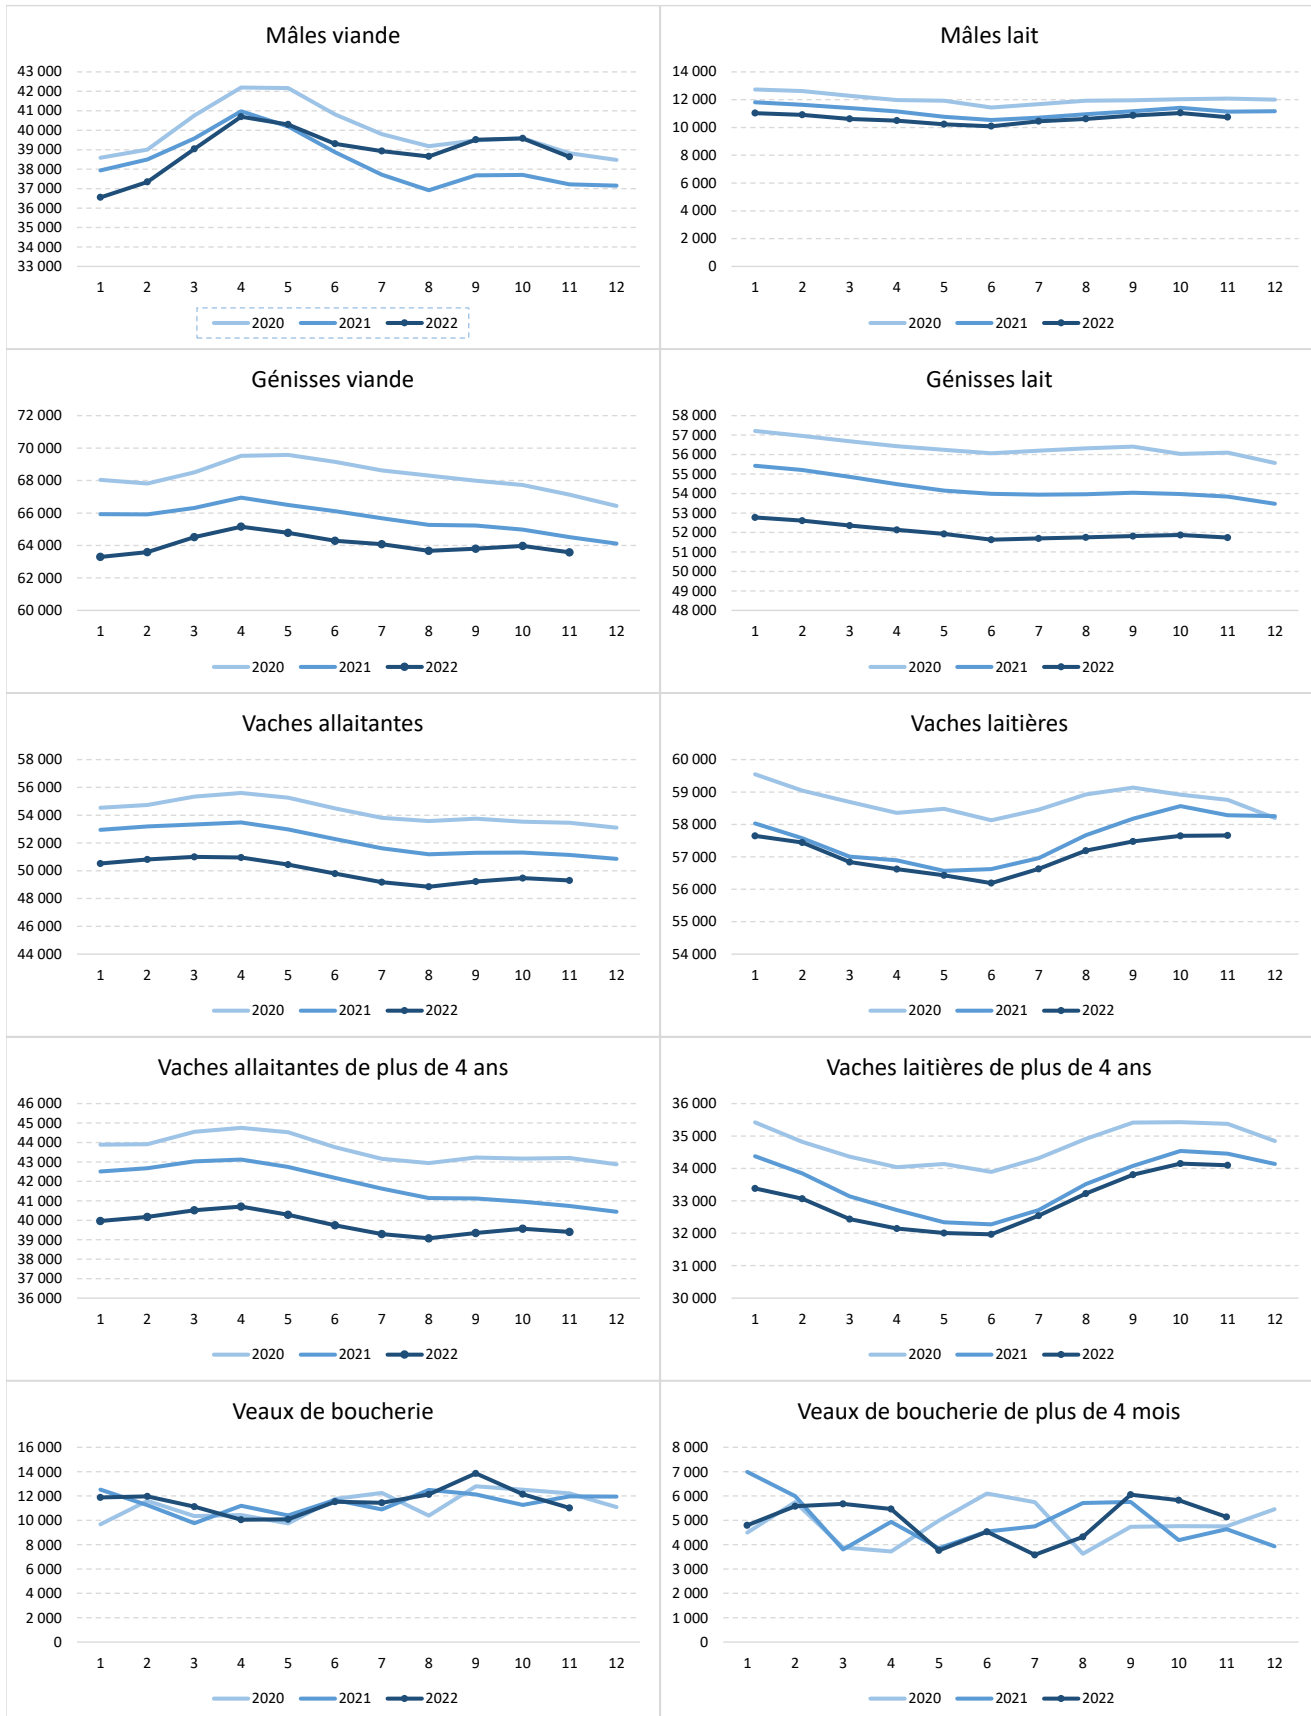 Mâles viande
43 000
42 000
41 000
40 000
39 000
38 000
37 000
36 000
35 000
34 000
33 000
1 2 3 4 5 6 7 8 9 10 11 12
2020 2021 2022
Mâles lait
14 000
12 000
10 000
8 000
6 000
4 000
2 000
0
1 2 3 4 5 6 7 8 9 10 11 12
2020 2021 2022
Génisses viande
72 000
70 000
68 000
66 000
64 000
62 000
60 000
1 2 3 4 5 6 7 8 9 10 11 12
2020 2021 2022
Génisses lait
58 000
57 000
56 000
55 000
54 000
53 000
52 000
51 000
50 000
49 000
48 000
1 2 3 4 5 6 7 8 9 10 11 12
2020 2021 2022
Vaches allaitantes
58 000
56 000
54 000
52 000
50 000
48 000
46 000
44 000
1 2 3 4 5 6 7 8 9 10 11 12
2020 2021 2022
Vaches laitières
60 000
59 000
58 000
57 000
56 000
55 000
54 000
1 2 3 4 5 6 7 8 9 10 11 12
2020 2021 2022
Vaches allaitantes de plus de 4 ans
46 000
45 000
44 000
43 000
42 000
41 000
40 000
39 000
38 000
37 000
36 000
1 2 3 4 5 6 7 8 9 10 11 12
2020 2021 2022
Vaches laitières de plus de 4 ans
36 000
35 000
34 000
33 000
32 000
31 000
30 000
1 2 3 4 5 6 7 8 9 10 11 12
2020 2021 2022
Veaux de boucherie
16 000
14 000
12 000
10 000
8 000
6 000
4 000
2 000
0
1 2 3 4 5 6 7 8 9 10 11 12
2020 2021 2022
Veaux de boucherie de plus de 4 mois
8 000
7 000
6 000
5 000
4 000
3 000
2 000
1 000
0
1 2 3 4 5 6 7 8 9 10 11 12
2020 2021 2022